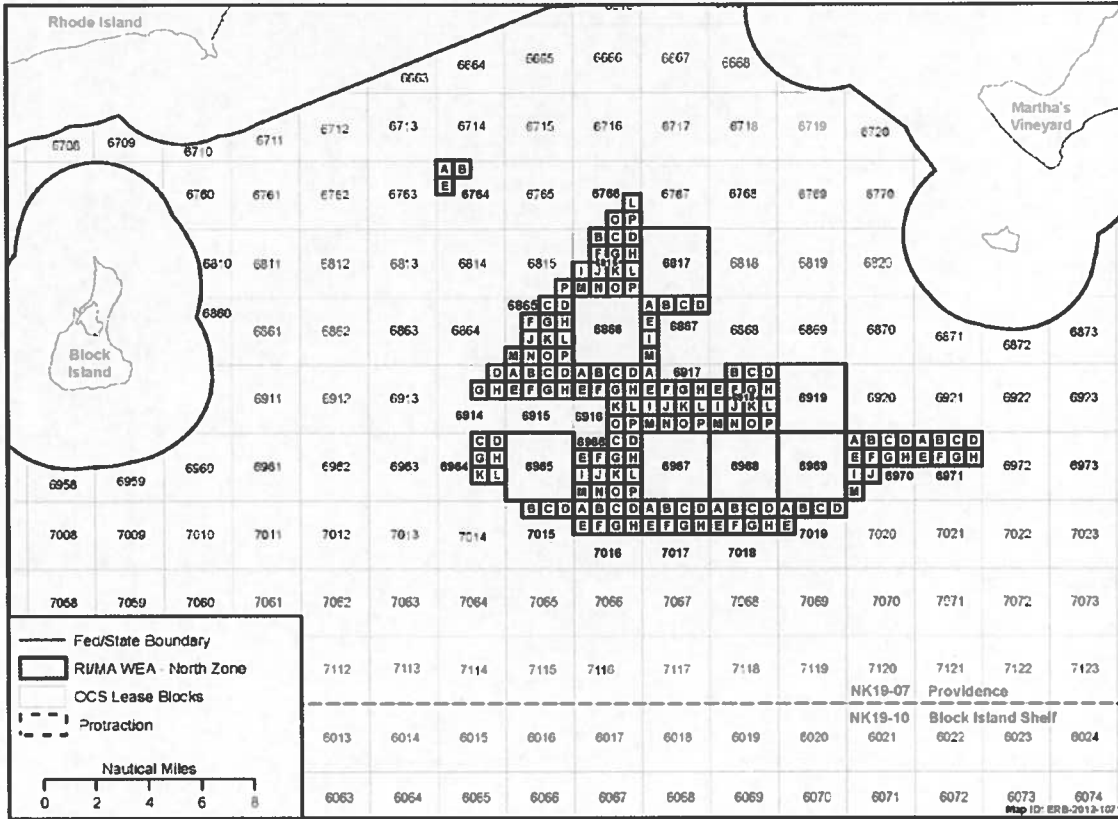 Rhode Island
6663 6664 6665 6666 6667 6668
Martha's
Vineyard
6708 6709 6710 6711 6712 6713 6714 6715 6716 6717 6718 6719 6720
A B
E
6760 6761 6762 6763 6764 6765 6766 6767 6768 6769 6770
L
O P
B C D
F G H
6810 6811 6812 6813 6814 6815 6817 6818 6819 6820
I J K L
P M N O P
6865 C D A B C D
F G H E 6867
6860 6861 6862 6863 6864 6866 6868 6869 6870 6871 6872 6873
J K L I
M N O P M
Block
Island
D A B C D A B C D A 6917 B C D
G H E F G H E F G H E F G H E F G H
6911 6912 6913 6919 6920 6921 6922 6923
K L I J K L I J K L
6914 6915 6916
O P M N O P M N O P
C D 6966 C D A B C D A B C D
G H E F G H E F G H E F G H
6958 6959 6960 6961 6962 6963 6964 6965 6967 6968 6969 6970 6971 6972 6973
K L I J K L I J
M N O P M
B C D A B C D A B C D A B C D A B C D
E F G H E F G H E F G H E
7008 7009 7010 7011 7012 7013 7014 7015 7019 7020 7021 7022 7023
7016 7017 7018
7058 7059 7060 7061 7062 7063 7064 7065 7066 7067 7068 7069 7070 7071 7072 7073
Fed/State Boundary
RI/MA WEA - North Zone
OCS Lease Blocks
Protraction
Nautical Miles
0 2 4 6 8
7112 7113 7114 7115 7116 7117 7118 7119 7120 7121 7122 7123
NK19-07 Providence
NK19-10 Block Island Shelf
6013 6014 6015 6016 6017 6018 6019 6020 6021 6022 6023 6024
6063 6064 6065 6066 6067 6068 6069 6070 6071 6072 6073 6074